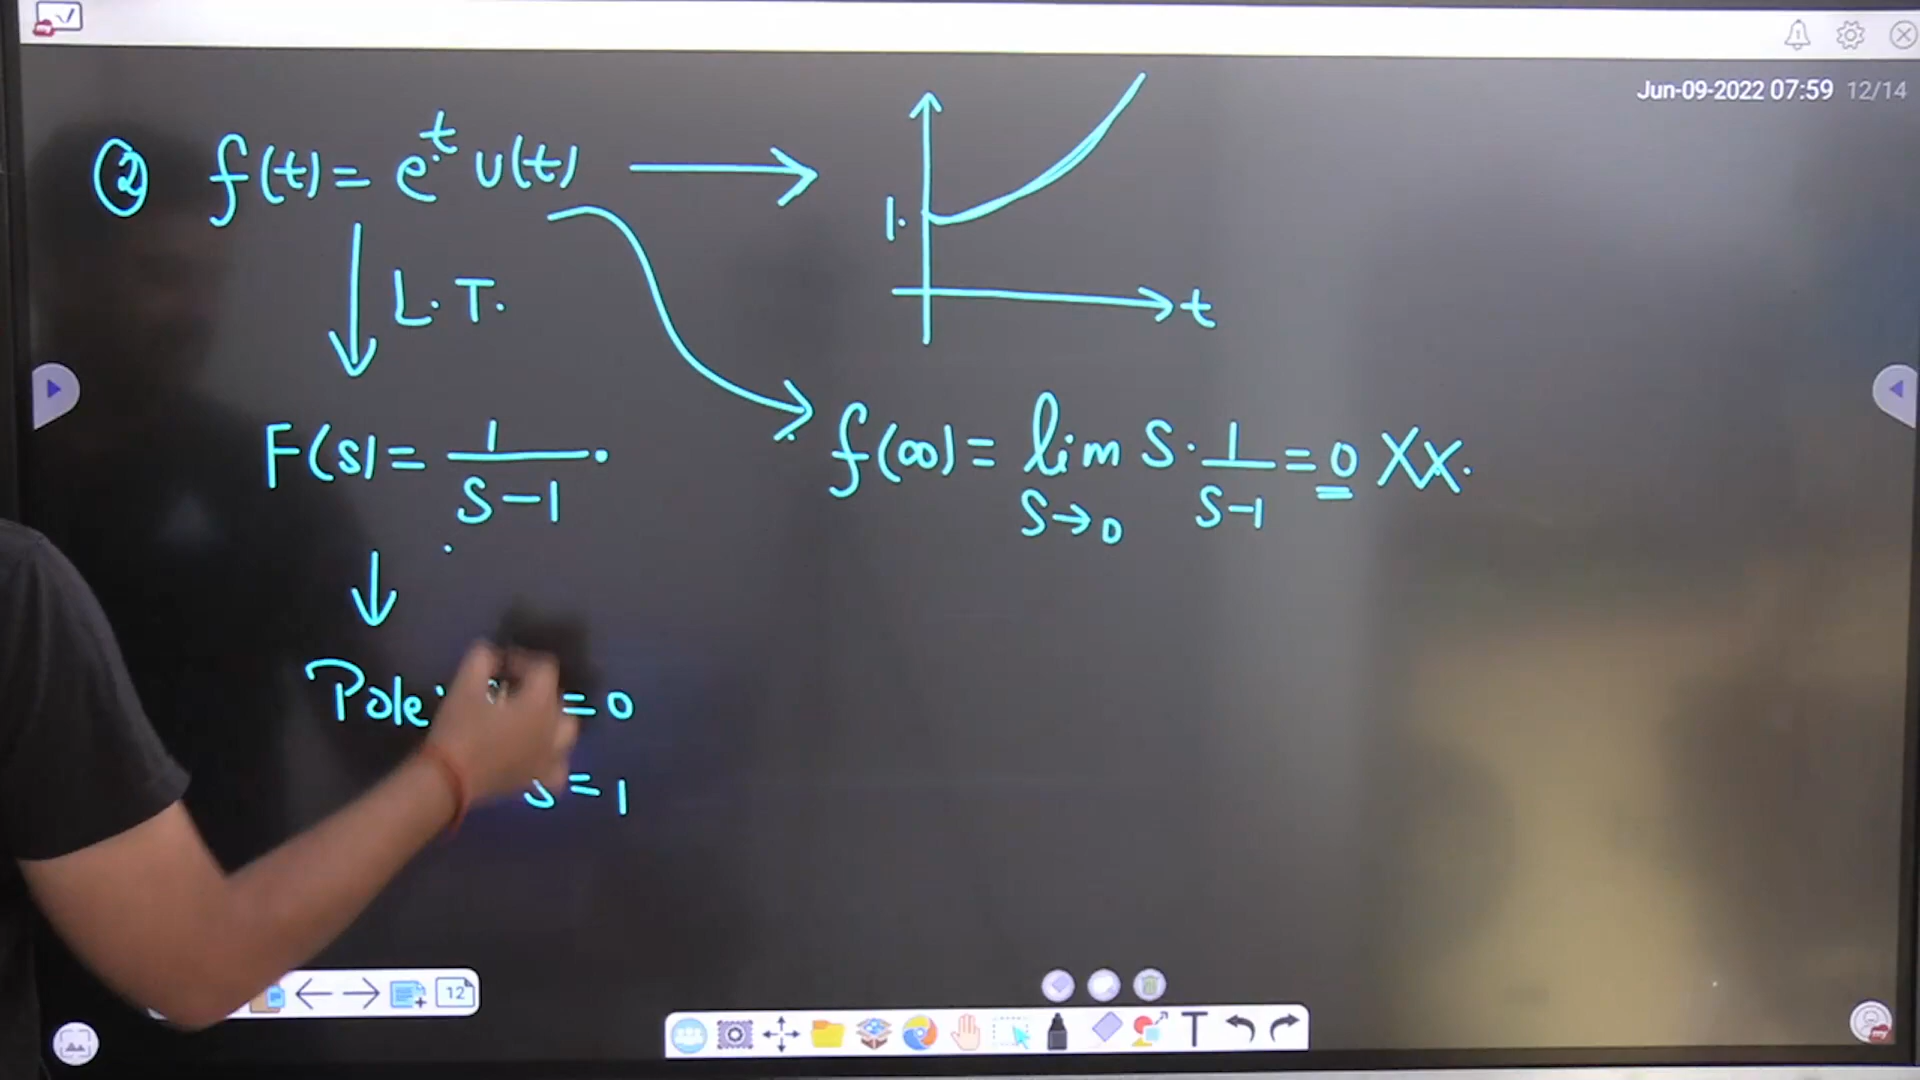 Jun-09-2022 07:59 12/14
② f(t) = e^t u(t) →
1
t
L.T.
F(s) = 1/(s-1)
f(∞) = lim s→0 s · 1/(s-1) = 0 XX
Pole: = 0
s = 1
12
T